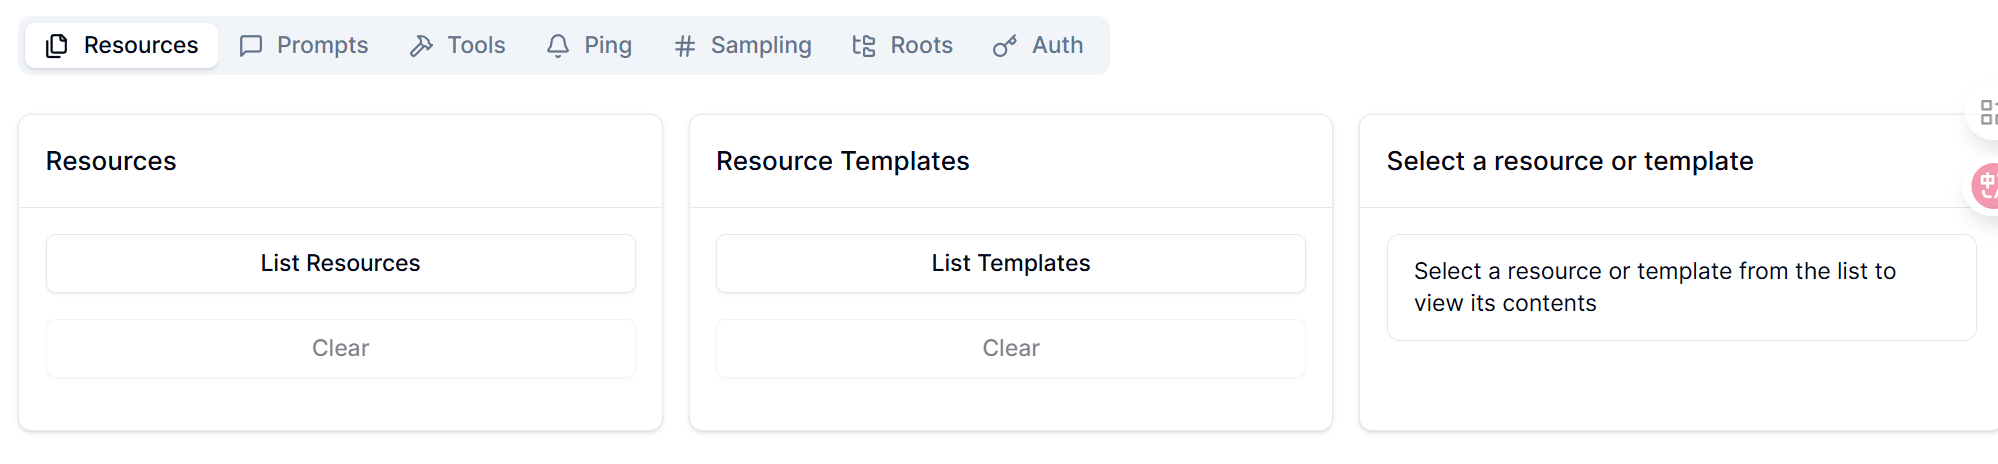 Resources Prompts Tools Ping Sampling Roots Auth
Resources
List Resources
Clear
Resource Templates
List Templates
Clear
Select a resource or template
Select a resource or template from the list to
view its contents
中